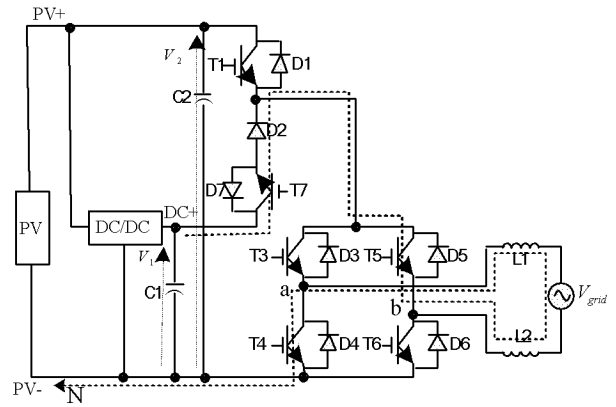 PV+
V2
T1
D1
C2
D2
D7
T7
DC+
PV
DC/DC
V1
C1
T3
D3
T5
D5
L1
a
b
Vgrid
T4
D4
T6
D6
L2
PV-
N